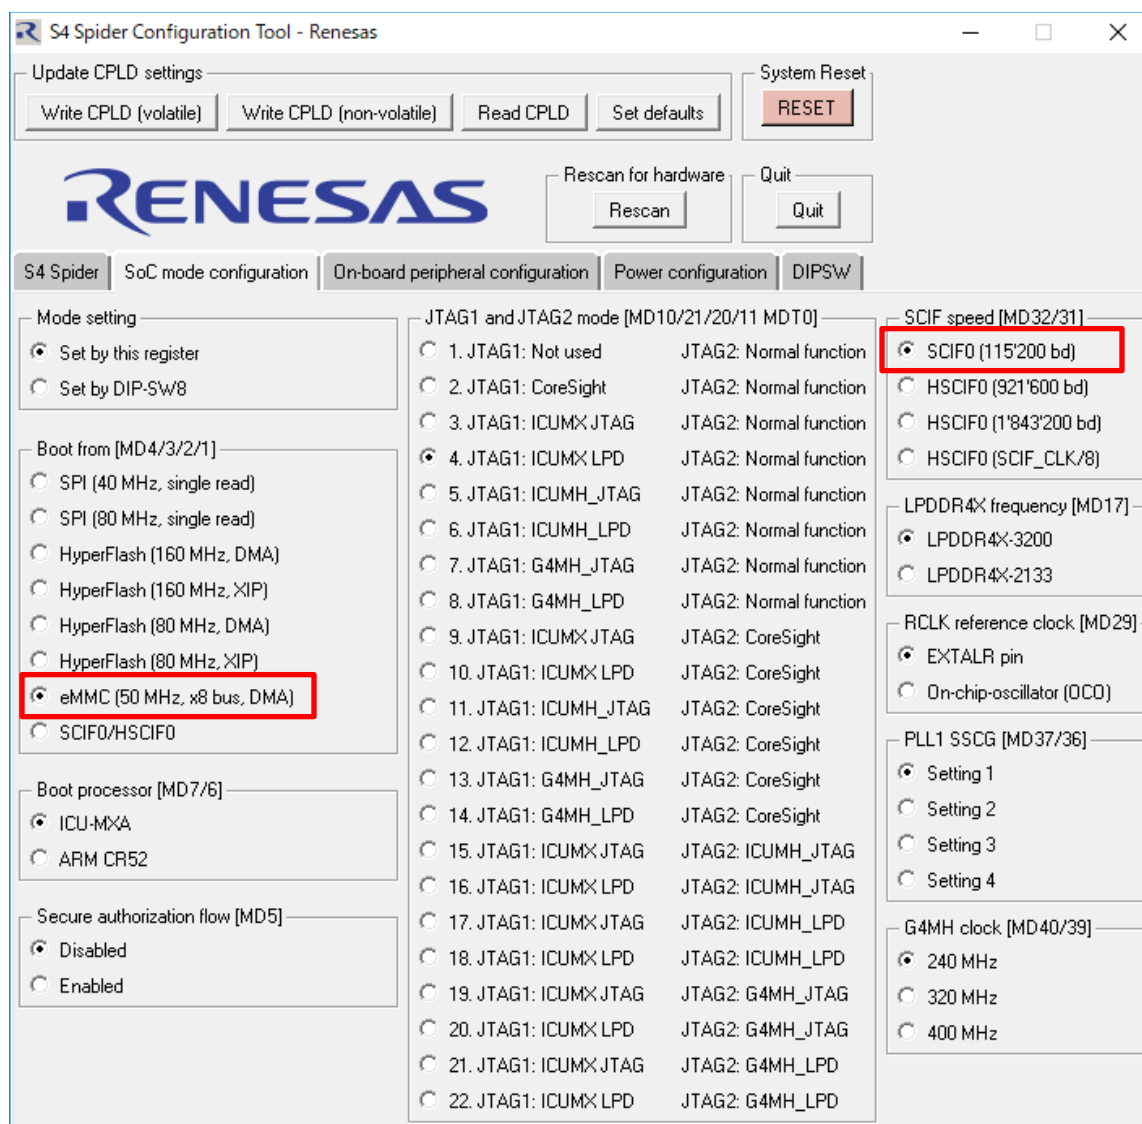 S4 Spider Configuration Tool - Renesas
Update CPLD settings
Write CPLD (volatile)
Write CPLD (non-volatile)
Read CPLD
Set defaults
System Reset
RESET
RENESAS
Rescan for hardware
Rescan
Quit
Quit
S4 Spider
SoC mode configuration
On-board peripheral configuration
Power configuration
DIPSW
Mode setting
Set by this register
Set by DIP-SW8
Boot from [MD4/3/2/1]
SPI (40 MHz, single read)
SPI (80 MHz, single read)
HyperFlash (160 MHz, DMA)
HyperFlash (160 MHz, XIP)
HyperFlash (80 MHz, DMA)
HyperFlash (80 MHz, XIP)
eMMC (50 MHz, x8 bus, DMA)
SCIF0/HSCIF0
Boot processor [MD7/6]
ICU-MXA
ARM CR52
Secure authorization flow [MD5]
Disabled
Enabled
JTAG1 and JTAG2 mode [MD10/21/20/11 MDT0]
1. JTAG1: Not used JTAG2: Normal function
2. JTAG1: CoreSight JTAG2: Normal function
3. JTAG1: ICUMX JTAG JTAG2: Normal function
4. JTAG1: ICUMX LPD JTAG2: Normal function
5. JTAG1: ICUMH_JTAG JTAG2: Normal function
6. JTAG1: ICUMH_LPD JTAG2: Normal function
7. JTAG1: G4MH_JTAG JTAG2: Normal function
8. JTAG1: G4MH_LPD JTAG2: Normal function
9. JTAG1: ICUMX JTAG JTAG2: CoreSight
10. JTAG1: ICUMX LPD JTAG2: CoreSight
11. JTAG1: ICUMH_JTAG JTAG2: CoreSight
12. JTAG1: ICUMH_LPD JTAG2: CoreSight
13. JTAG1: G4MH_JTAG JTAG2: CoreSight
14. JTAG1: G4MH_LPD JTAG2: CoreSight
15. JTAG1: ICUMX JTAG JTAG2: ICUMH_JTAG
16. JTAG1: ICUMX LPD JTAG2: ICUMH_JTAG
17. JTAG1: ICUMX JTAG JTAG2: ICUMH_LPD
18. JTAG1: ICUMX LPD JTAG2: ICUMH_LPD
19. JTAG1: ICUMX JTAG JTAG2: G4MH_JTAG
20. JTAG1: ICUMX LPD JTAG2: G4MH_JTAG
21. JTAG1: ICUMX JTAG JTAG2: G4MH_LPD
22. JTAG1: ICUMX LPD JTAG2: G4MH_LPD
SCIF speed [MD32/31]
SCIF0 (115'200 bd)
HSCIF0 (921'600 bd)
HSCIF0 (1'843'200 bd)
HSCIF0 (SCIF_CLK/8)
LPDDR4X frequency [MD17]
LPDDR4X-3200
LPDDR4X-2133
RCLK reference clock [MD29]
EXTALR pin
On-chip-oscillator (OCO)
PLL1 SSCG [MD37/36]
Setting 1
Setting 2
Setting 3
Setting 4
G4MH clock [MD40/39]
240 MHz
320 MHz
400 MHz